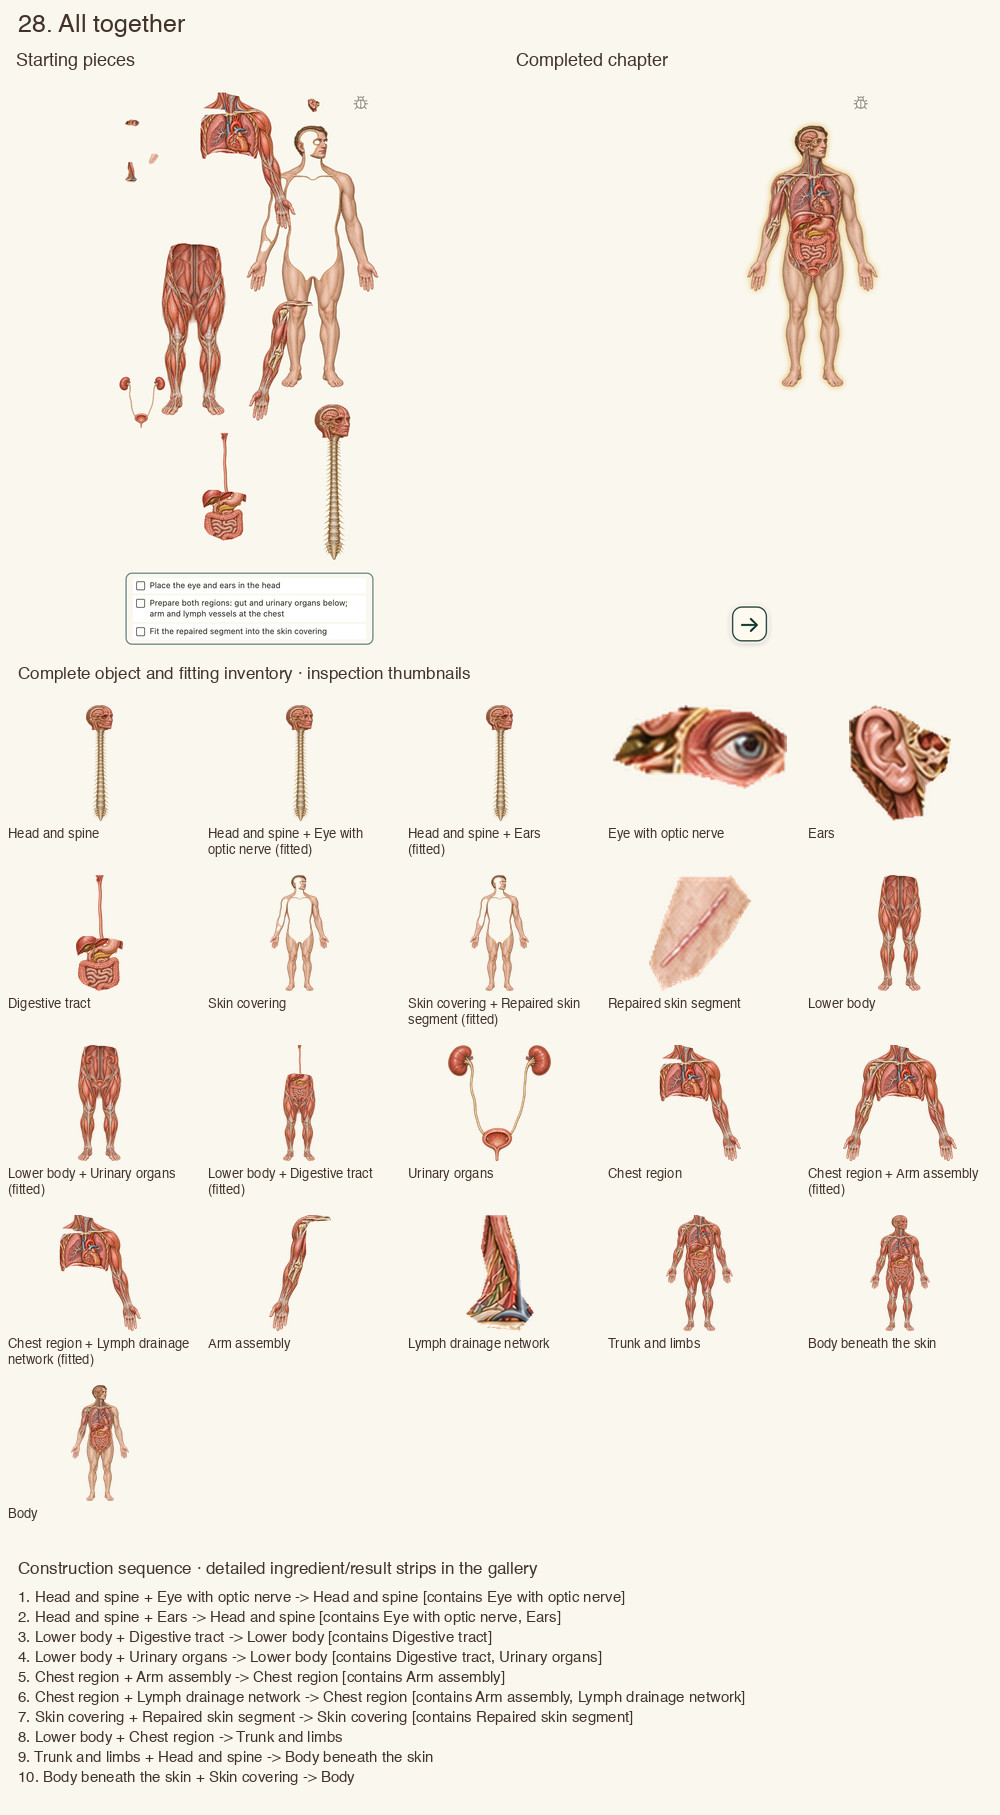 28. All together
Starting pieces
Completed chapter
Place the eye and ears in the head
Prepare both regions: gut and urinary organs below;
arm and lymph vessels at the chest
Fit the repaired segment into the skin covering
Complete object and fitting inventory · inspection thumbnails
Head and spine
Head and spine + Eye with
optic nerve (fitted)
Head and spine + Ears
(fitted)
Eye with optic nerve
Ears
Digestive tract
Skin covering
Skin covering + Repaired skin
segment (fitted)
Repaired skin segment
Lower body
Lower body + Urinary organs
(fitted)
Lower body + Digestive tract
(fitted)
Urinary organs
Chest region
Chest region + Arm assembly
(fitted)
Chest region + Lymph drainage
network (fitted)
Arm assembly
Lymph drainage network
Trunk and limbs
Body beneath the skin
Body
Construction sequence · detailed ingredient/result strips in the gallery
1. Head and spine + Eye with optic nerve -> Head and spine [contains Eye with optic nerve]
2. Head and spine + Ears -> Head and spine [contains Eye with optic nerve, Ears]
3. Lower body + Digestive tract -> Lower body [contains Digestive tract]
4. Lower body + Urinary organs -> Lower body [contains Digestive tract, Urinary organs]
5. Chest region + Arm assembly -> Chest region [contains Arm assembly]
6. Chest region + Lymph drainage network -> Chest region [contains Arm assembly, Lymph drainage network]
7. Skin covering + Repaired skin segment -> Skin covering [contains Repaired skin segment]
8. Lower body + Chest region -> Trunk and limbs
9. Trunk and limbs + Head and spine -> Body beneath the skin
10. Body beneath the skin + Skin covering -> Body